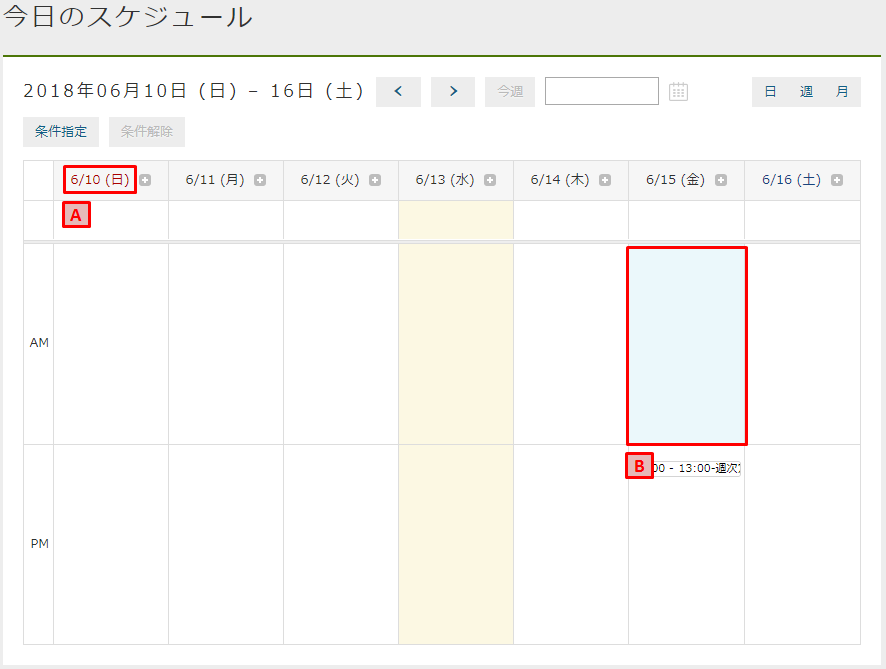 今日のスケジュール
2018年06月10日（日）– 16日（土） < > 今週 日 週 月
条件指定 条件解除
6/10 (日) 6/11 (月) 6/12 (火) 6/13 (水) 6/14 (木) 6/15 (金) 6/16 (土)
A
AM
B 00 - 13:00-週次
PM